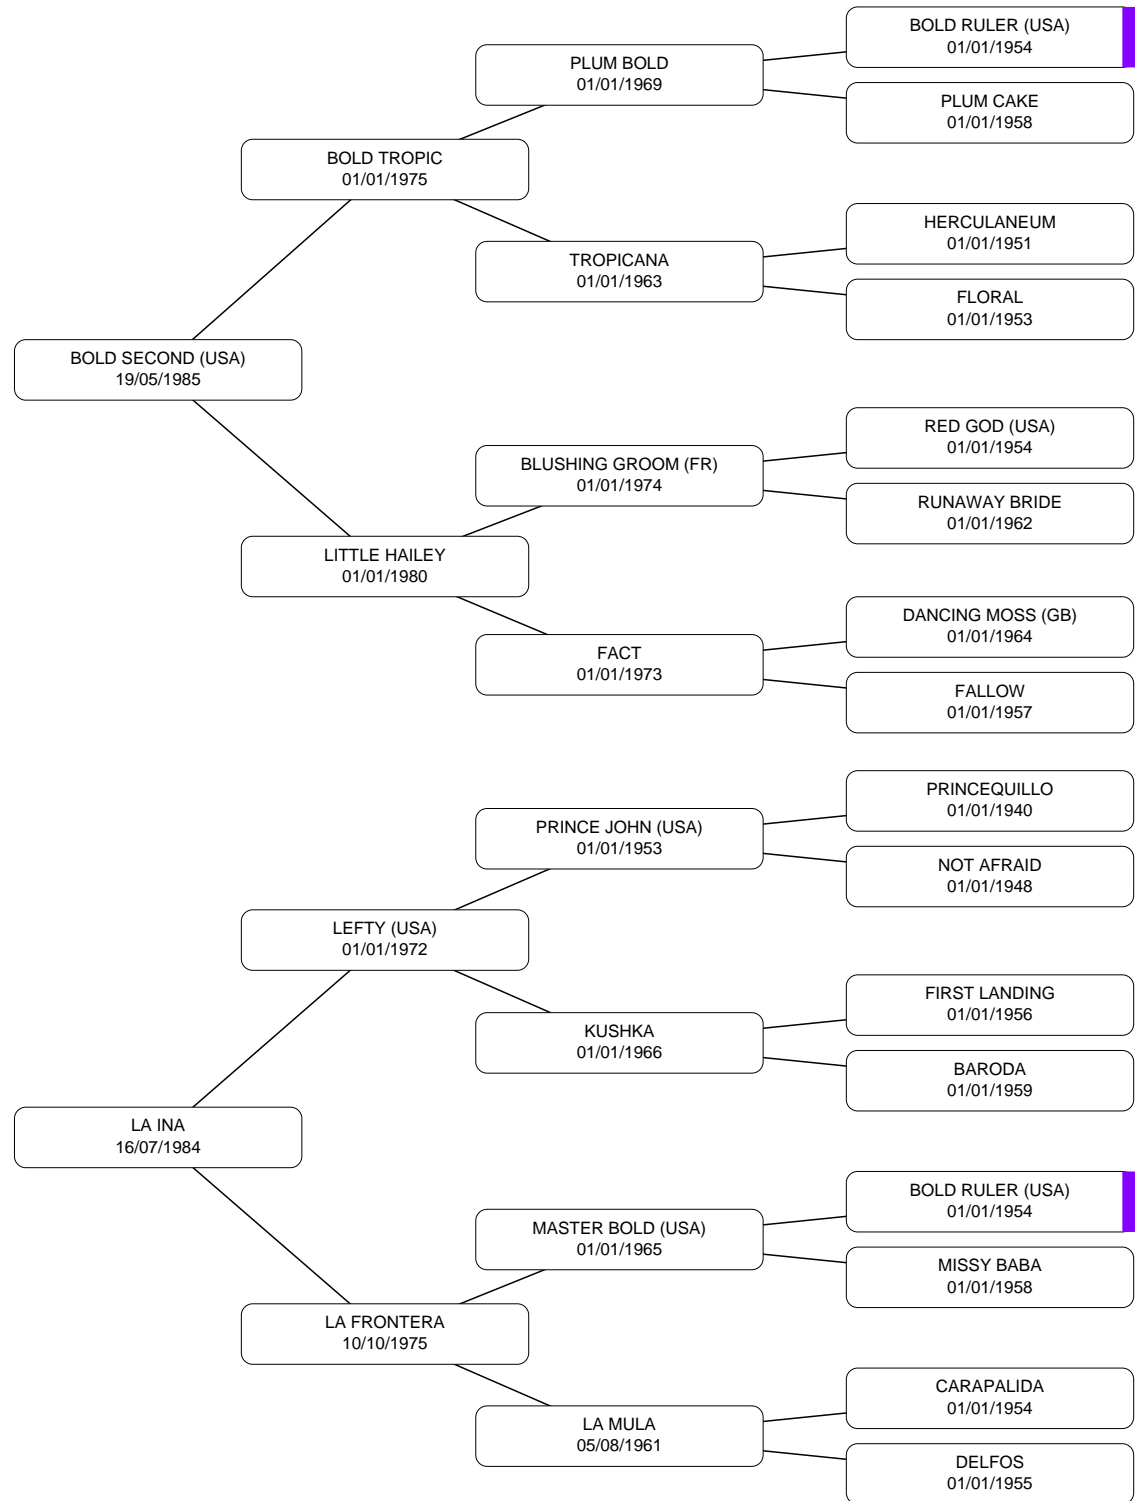 BOLD RULER (USA)
01/01/1954
PLUM BOLD
01/01/1969
PLUM CAKE
01/01/1958
BOLD TROPIC
01/01/1975
HERCULANEUM
01/01/1951
TROPICANA
01/01/1963
FLORAL
01/01/1953
BOLD SECOND (USA)
19/05/1985
RED GOD (USA)
01/01/1954
BLUSHING GROOM (FR)
01/01/1974
RUNAWAY BRIDE
01/01/1962
LITTLE HAILEY
01/01/1980
DANCING MOSS (GB)
01/01/1964
FACT
01/01/1973
FALLOW
01/01/1957
PRINCEQUILLO
01/01/1940
PRINCE JOHN (USA)
01/01/1953
NOT AFRAID
01/01/1948
LEFTY (USA)
01/01/1972
FIRST LANDING
01/01/1956
KUSHKA
01/01/1966
BARODA
01/01/1959
LA INA
16/07/1984
BOLD RULER (USA)
01/01/1954
MASTER BOLD (USA)
01/01/1965
MISSY BABA
01/01/1958
LA FRONTERA
10/10/1975
CARAPALIDA
01/01/1954
LA MULA
05/08/1961
DELFOS
01/01/1955